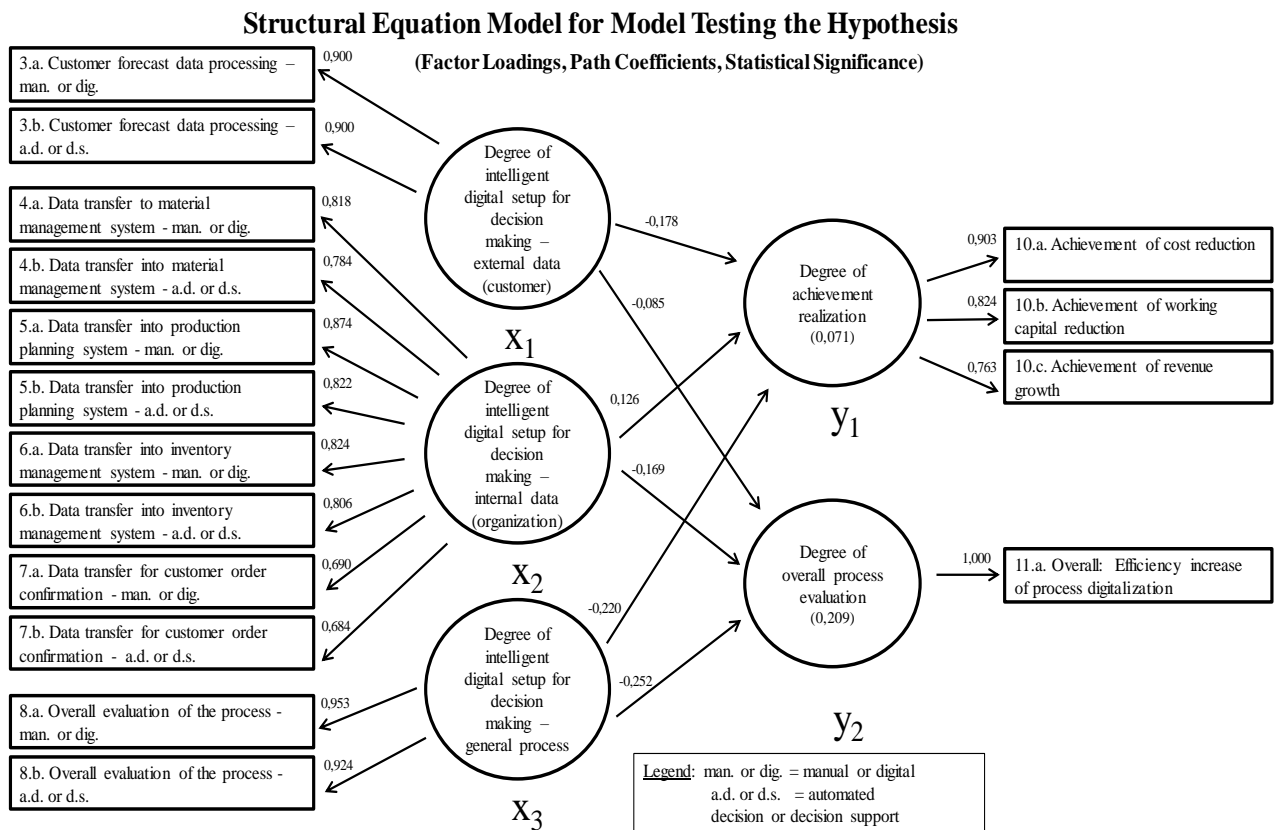 Structural Equation Model for Model Testing the Hypothesis
(Factor Loadings, Path Coefficients, Statistical Significance)
3.a. Customer forecast data processing –
man. or dig.
0,900
3.b. Customer forecast data processing –
a.d. or d.s.
0,900
4.a. Data transfer to material
management system - man. or dig.
0,818
4.b. Data transfer into material
management system - a.d. or d.s.
0,784
5.a. Data transfer into production
planning system - man. or dig.
0,874
5.b. Data transfer into production
planning system - a.d. or d.s.
0,822
6.a. Data transfer into inventory
management system - man. or dig.
0,824
6.b. Data transfer into inventory
management system - a.d. or d.s.
0,806
7.a. Data transfer for customer order
confirmation - man. or dig.
0,690
7.b. Data transfer for customer order
confirmation - a.d. or d.s.
0,684
8.a. Overall evaluation of the process -
man. or dig.
0,953
8.b. Overall evaluation of the process -
a.d. or d.s.
0,924
Degree of
intelligent
digital setup for
decision
making –
external data
(customer)
x1
Degree of
intelligent
digital setup for
decision
making –
internal data
(organization)
x2
Degree of
intelligent
digital setup for
decision
making –
general process
x3
-0,178
-0,085
0,126
-0,169
-0,220
-0,252
Degree of
achievement
realization
(0,071)
y1
Degree of
overall process
evaluation
(0,209)
y2
0,903
10.a. Achievement of cost reduction
0,824
10.b. Achievement of working
capital reduction
0,763
10.c. Achievement of revenue
growth
1,000
11.a. Overall: Efficiency increase
of process digitalization
Legend: man. or dig. = manual or digital
a.d. or d.s. = automated
decision or decision support